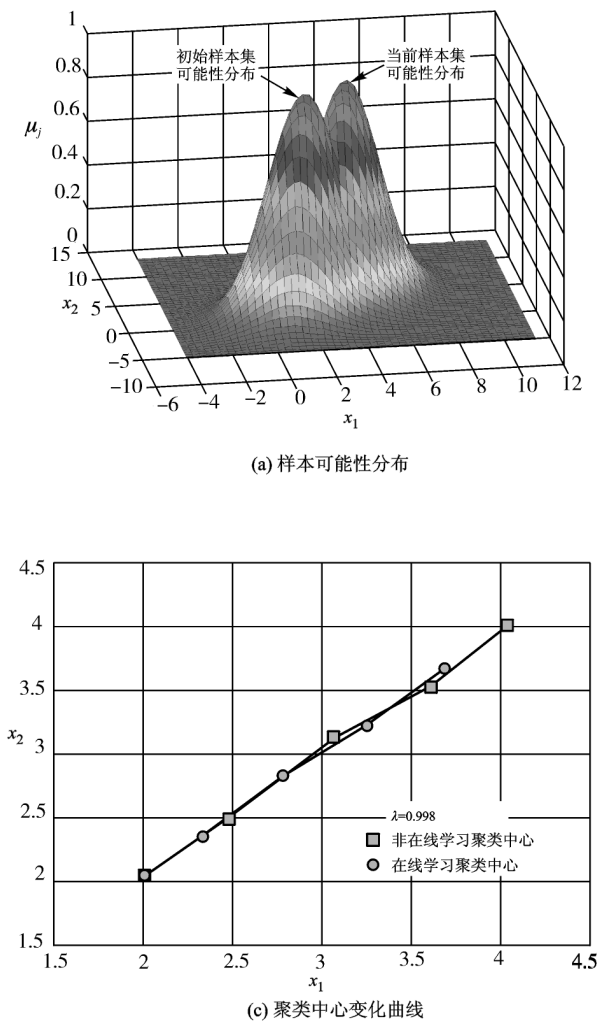 1
0.8
0.6
μj
0.4
0.2
0
初始样本集
可能性分布
当前样本集
可能性分布
15
10
x2
5
0
−5
−10
−6
−4
−2
0
2
4
6
8
10
12
x1
(a) 样本可能性分布
4.5
4
3.5
x2
3
2.5
2
1.5
λ=0.998
非在线学习聚类中心
在线学习聚类中心
1.5
2
2.5
3
3.5
4
4.5
x1
(c) 聚类中心变化曲线